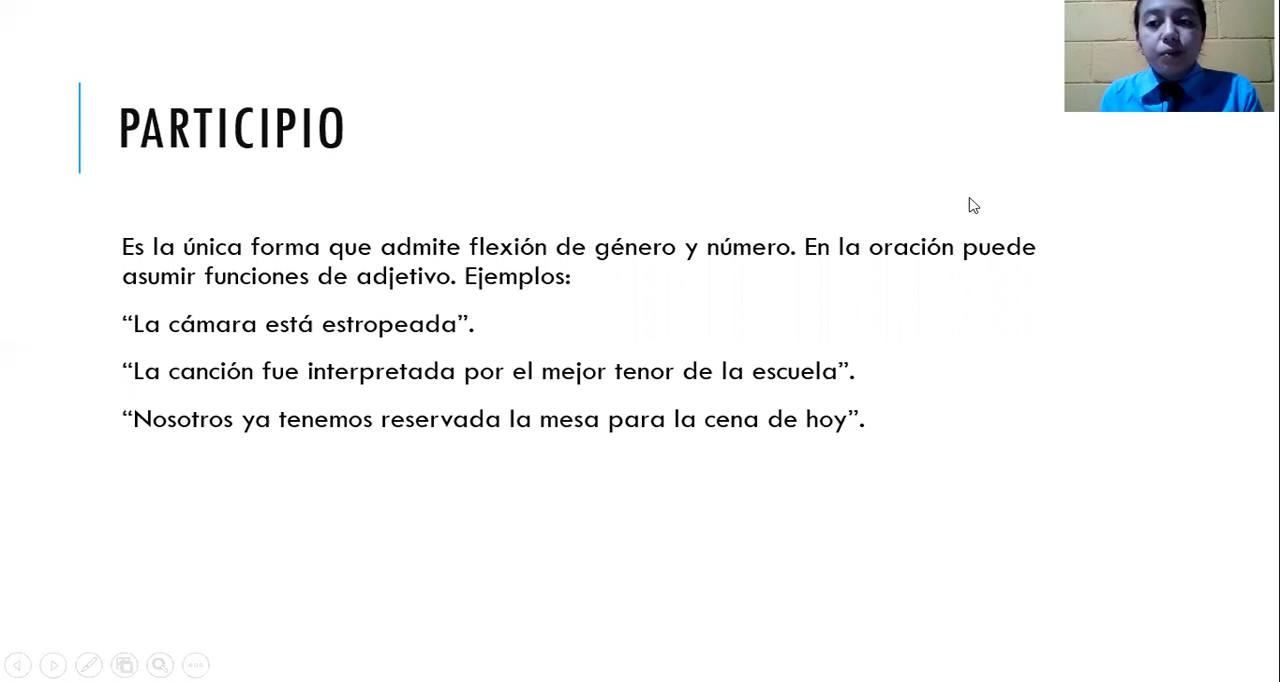 PARTICIPIO
Es la única forma que admite flexión de género y número. En la oración puede
asumir funciones de adjetivo. Ejemplos:
“La cámara está estropeada”.
“La canción fue interpretada por el mejor tenor de la escuela”.
“Nosotros ya tenemos reservada la mesa para la cena de hoy”.